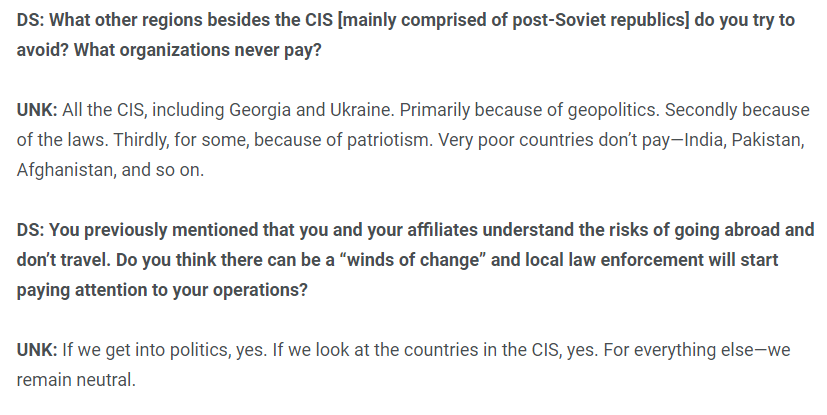 DS: What other regions besides the CIS [mainly comprised of post-Soviet republics] do you try to
avoid? What organizations never pay?
UNK: All the CIS, including Georgia and Ukraine. Primarily because of geopolitics. Secondly because
of the laws. Thirdly, for some, because of patriotism. Very poor countries don’t pay—India, Pakistan,
Afghanistan, and so on.
DS: You previously mentioned that you and your affiliates understand the risks of going abroad and
don’t travel. Do you think there can be a “winds of change” and local law enforcement will start
paying attention to your operations?
UNK: If we get into politics, yes. If we look at the countries in the CIS, yes. For everything else—we
remain neutral.